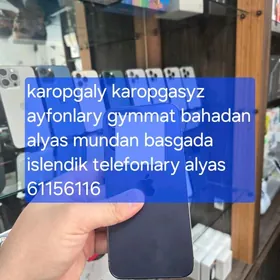 karopgaly karopgasyz
ayfonlary gymmat bahadan
alyas mundan basgada
islendik telefonlary alyas
61156116